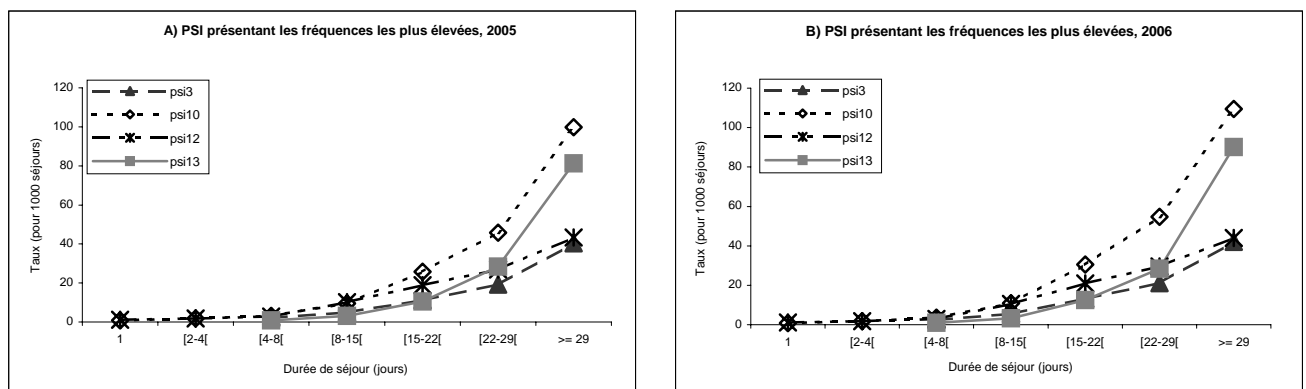 A) PSI présentant les fréquences les plus élevées, 2005
120
100
80
60
40
20
0
Taux (pour 1000 séjours)
psi3
psi10
psi12
psi13
1
[2-4[
[4-8[
[8-15[
[15-22[
[22-29[
>= 29
Durée de séjour (jours)
B) PSI présentant les fréquences les plus élevées, 2006
120
100
80
60
40
20
0
Taux (pour 1000 séjours)
psi3
psi10
psi12
psi13
1
[2-4[
[4-8[
[8-15[
[15-22[
[22-29[
>= 29
Durée de séjour (jours)